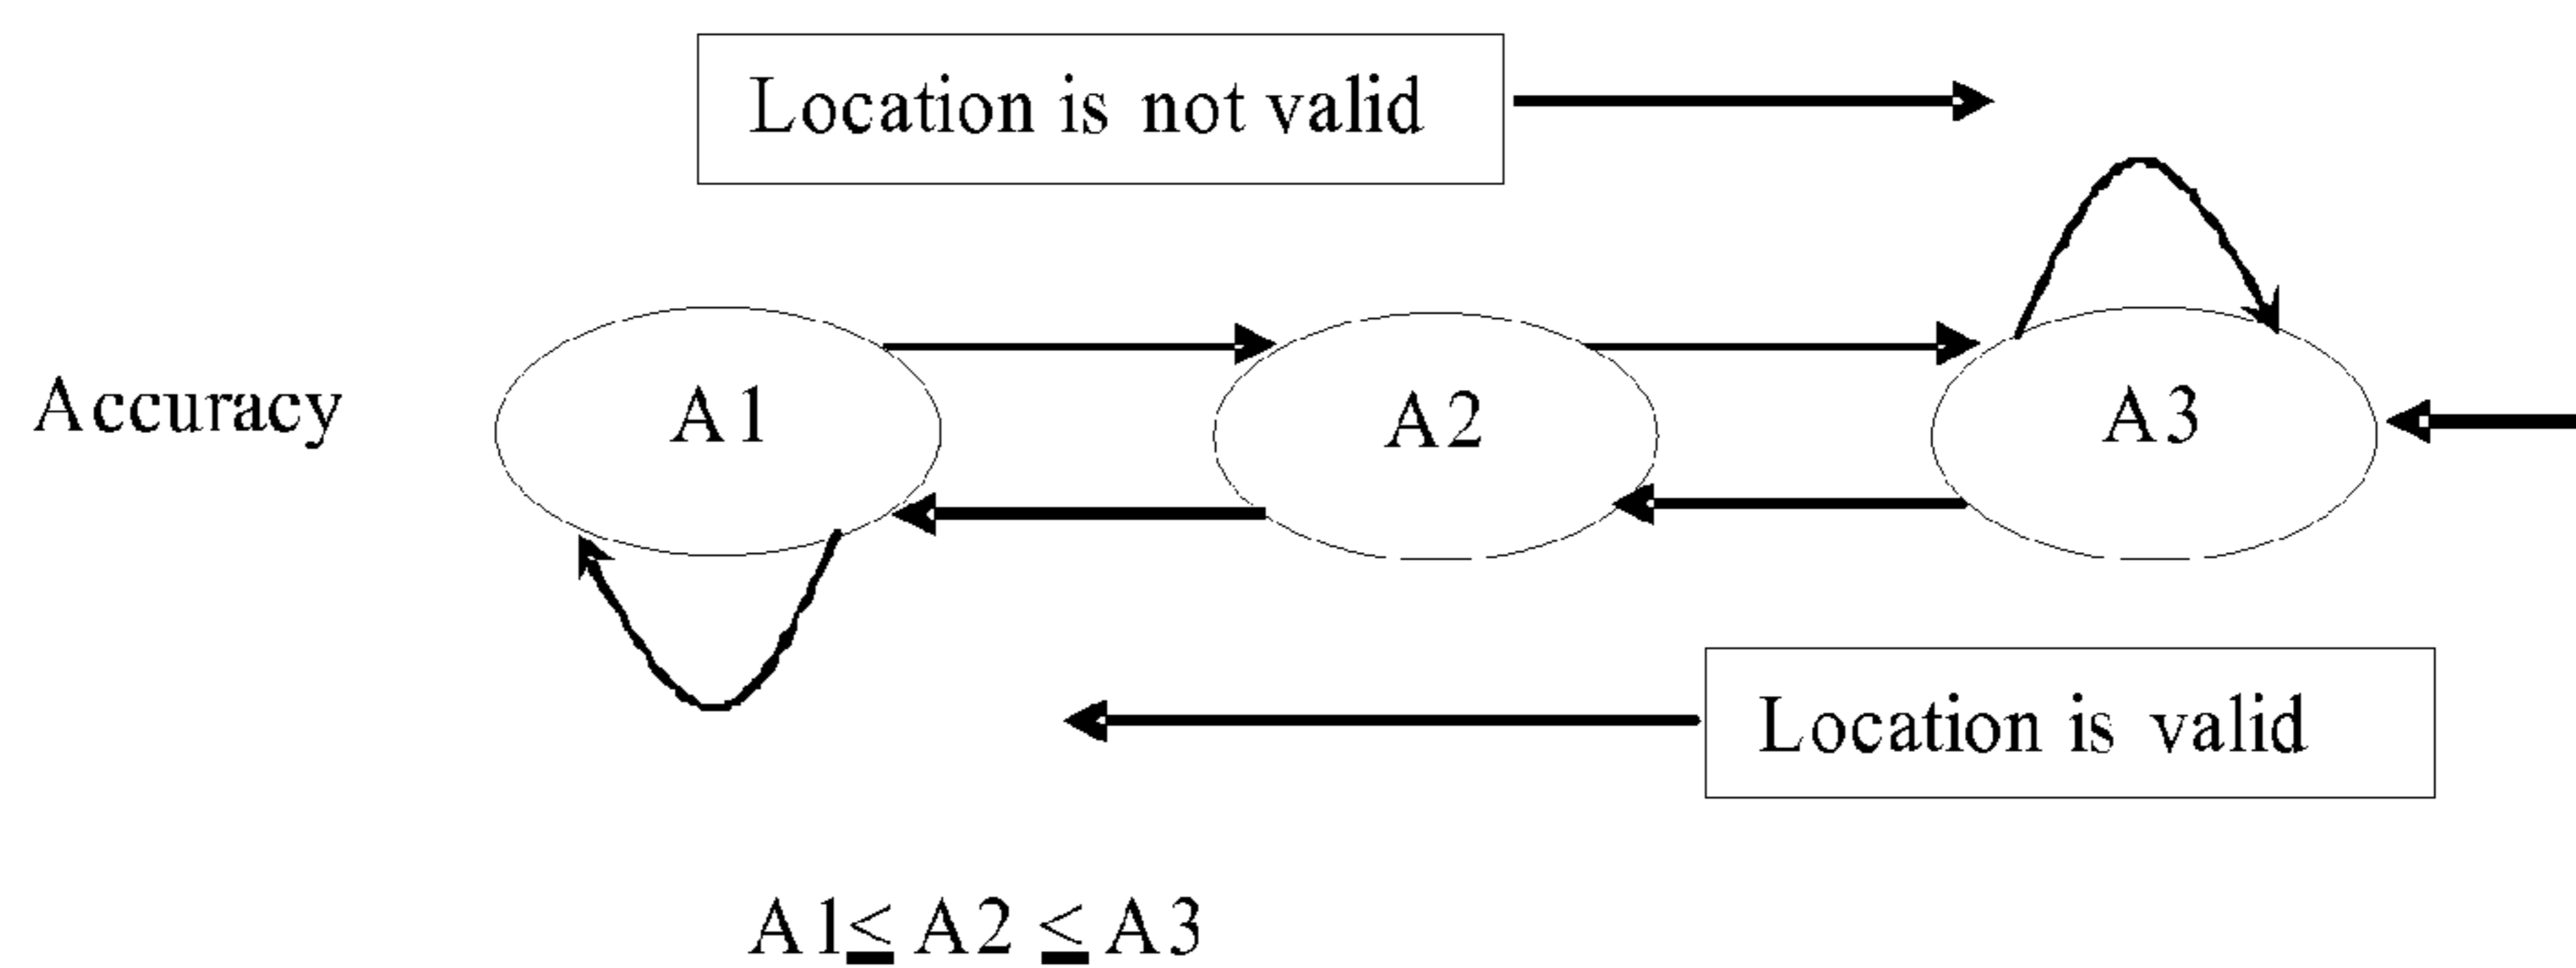 Location is not valid
Accuracy
A1
A2
A3
Location is valid
A1≤ A2 ≤ A3